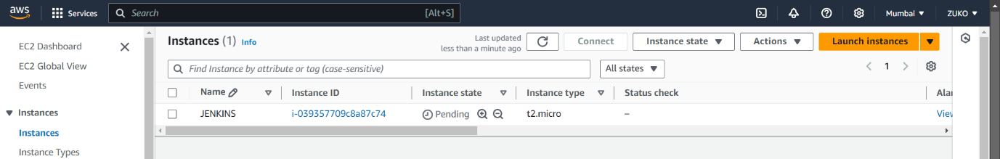 aws Services Search [Alt+S] Mumbai ▼ ZUKO ▼
EC2 Dashboard
EC2 Global View
Events
▼ Instances
Instances
Instance Types
Instances (1) Info
Last updated
less than a minute ago
Connect Instance state ▼ Actions ▼ Launch instances ▼
Find Instance by attribute or tag (case-sensitive) All states ▼ < 1 >
Name ▼ Instance ID Instance state ▼ Instance type ▼ Status check Alar
JENKINS i-039357709c8a87c74 Pending t2.micro – View